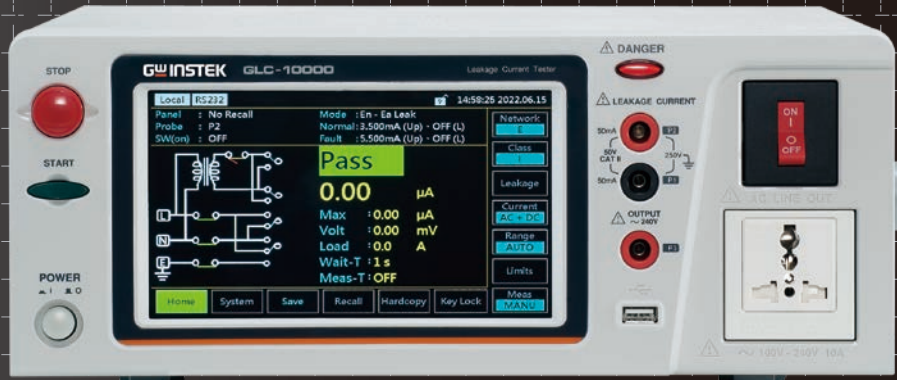 STOP
START
POWER
I O
GW INSTEK GLC-10000 Leakage Current Tester
Local RS232 14:58:25 2022.06.15
Panel : No Recall Mode : En - Ea Leak
Probe : P2 Normal : 3.500mA (Up) - OFF (L)
SW(on) : OFF Fault : 5.500mA (Up) - OFF (L)
Network
Pass
Class
I
0.00 µA
Leakage
Max : 0.00 µA
Current
AC + DC
Volt : 0.00 mV
Load : 0.0 A
Range
AUTO
Wait-T : 1 s
Limits
Meas-T : OFF
Meas
MANU
L
N
E
Home System Save Recall Hardcopy Key Lock
DANGER
LEAKAGE CURRENT
50mA P2
50V CAT II 250V
50mA P1
OUTPUT
~ 240V
P3
ON
I
O
OFF
AC LINE OUT
~ 100V - 240V 10A